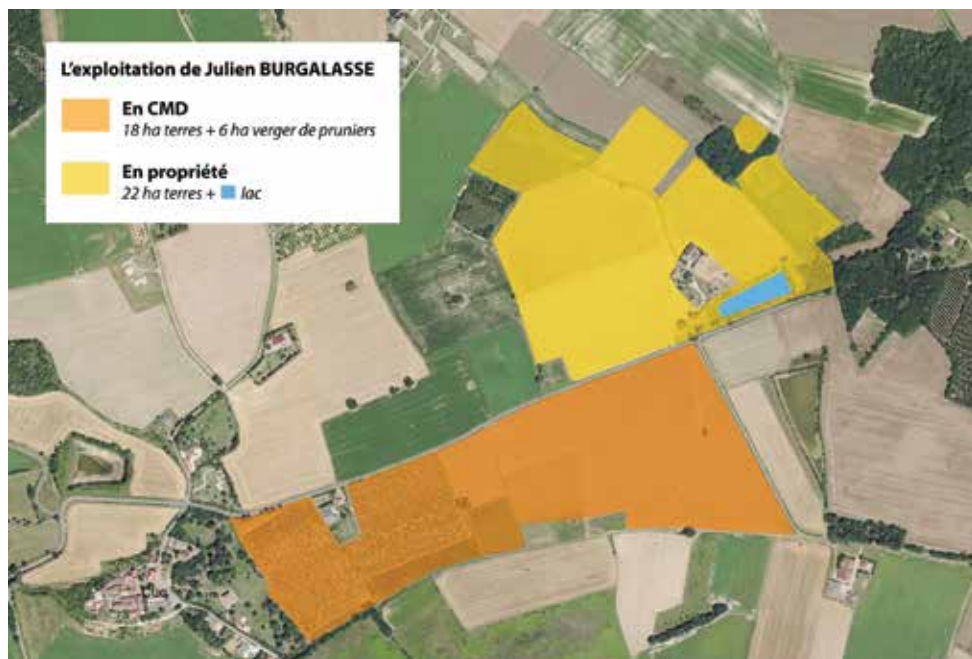 L'exploitation de Julien BURGALASSE
En CMD
18 ha terres + 6 ha verger de pruniers
En propriété
22 ha terres + lac